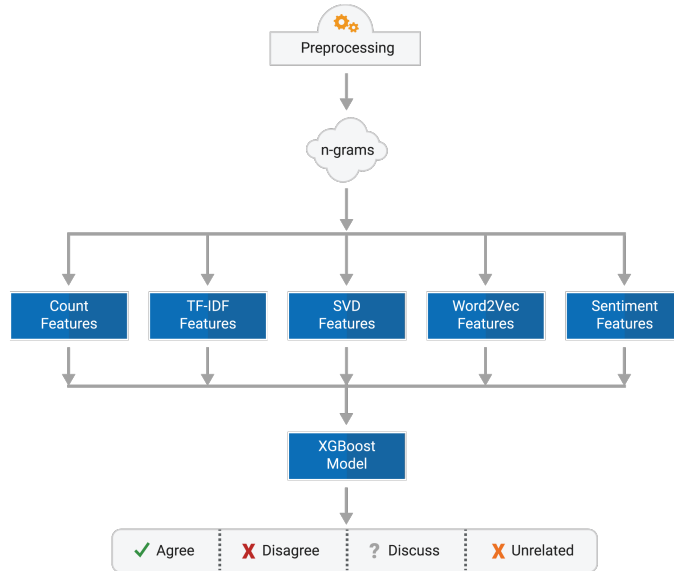 Preprocessing
n-grams
Count
Features
TF-IDF
Features
SVD
Features
Word2Vec
Features
Sentiment
Features
XGBoost
Model
Agree
Disagree
? Discuss
Unrelated